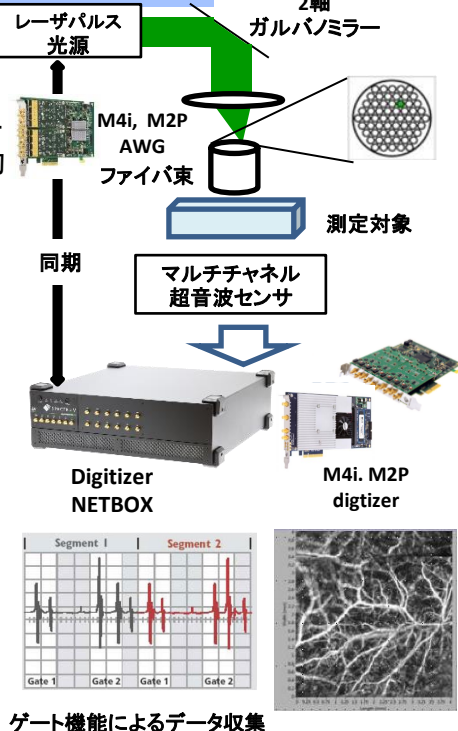 2軸
ガルバノミラー
レーザパルス
光源
M4i, M2P
AWG
ファイバ束
測定対象
同期
マルチチャネル
超音波センサ
Digitizer
NETBOX
M4i. M2P
digtizer
Segment 1
Segment 2
Gate 1
Gate 2
Gate 1
Gate 2
ゲート機能によるデータ収集